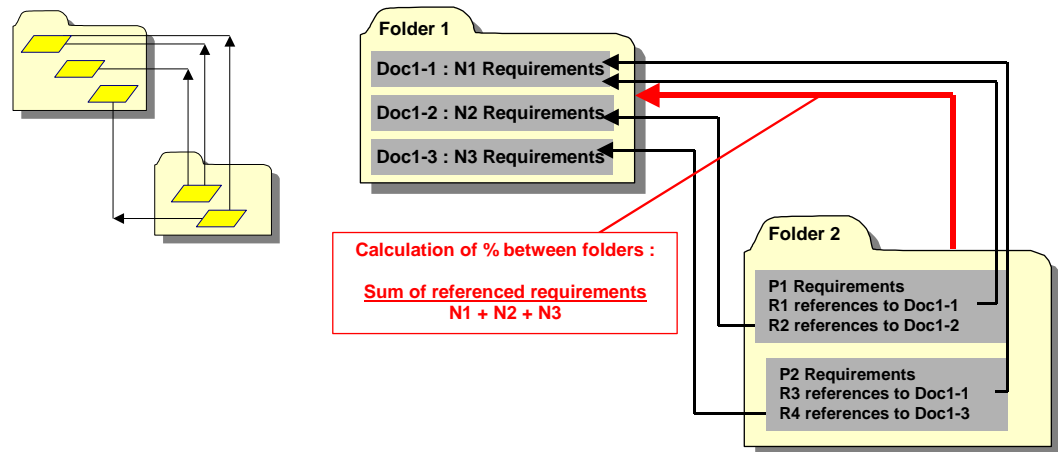 Folder 1
Doc1-1 : N1 Requirements
Doc1-2 : N2 Requirements
Doc1-3 : N3 Requirements
Calculation of % between folders :
Sum of referenced requirements
N1 + N2 + N3
Folder 2
P1 Requirements
R1 references to Doc1-1
R2 references to Doc1-2
P2 Requirements
R3 references to Doc1-1
R4 references to Doc1-3